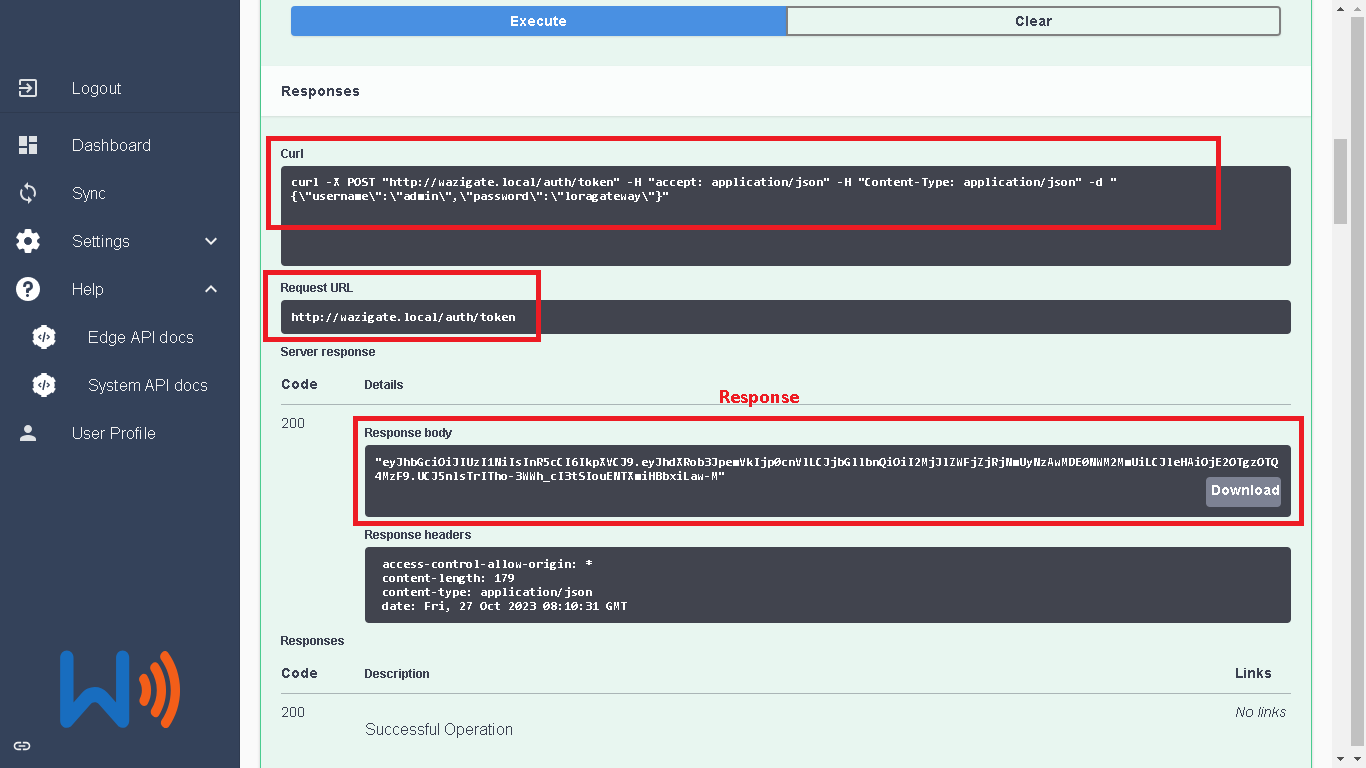 Execute
Clear
Logout
Responses
Dashboard
Curl
curl -X POST "http://wazigate.local/auth/token" -H "accept: application/json" -H "Content-Type: application/json" -d "
{\"username\":\"admin\",\"password\":\"loragateway\"}"
Sync
Settings
Help
Request URL
http://wazigate.local/auth/token
Edge API docs
System API docs
User Profile
Server response
Code
Details
Response
200
Response body
Download
Response headers
access-control-allow-origin: *
content-length: 179
content-type: application/json
date: Fri, 27 Oct 2023 08:10:31 GMT
Responses
Code
Description
Links
200
Successful Operation
No links